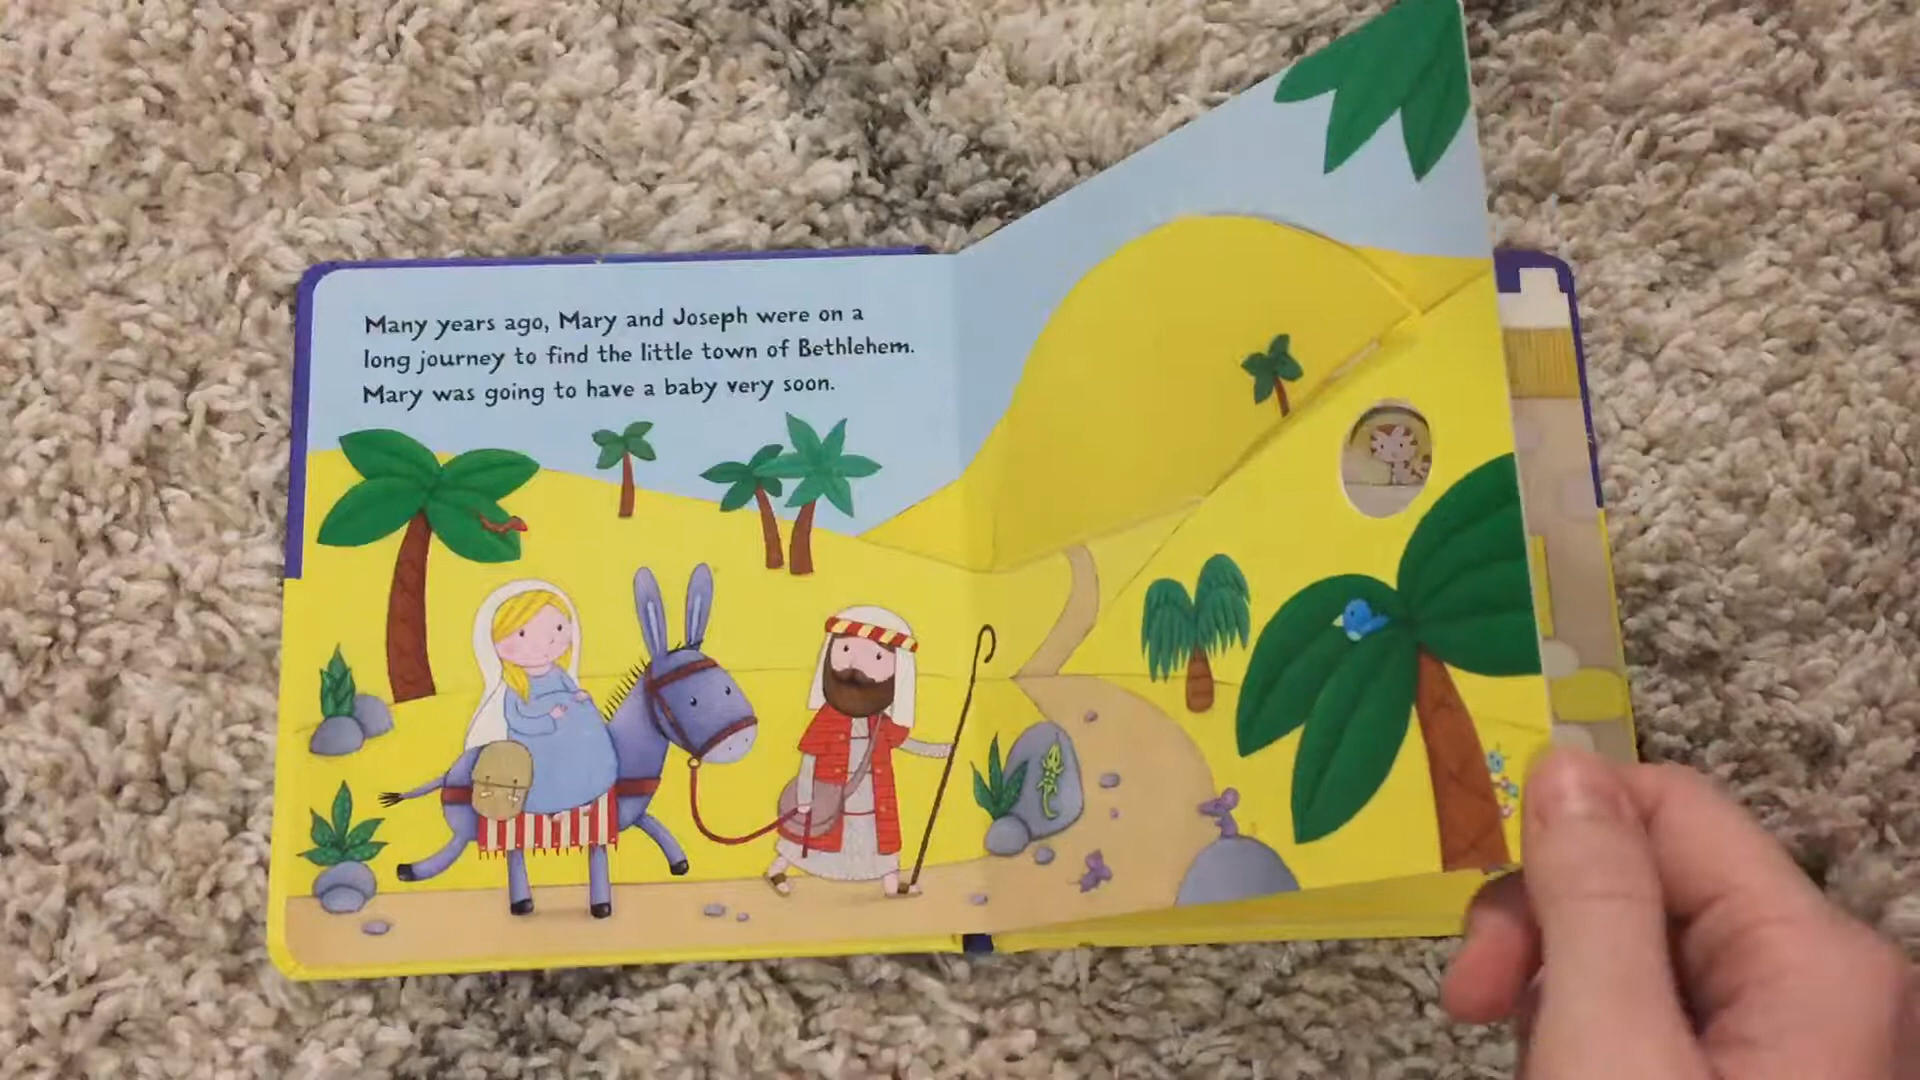 Many years ago, Mary and Joseph were on a
long journey to find the little town of Bethlehem.
Mary was going to have a baby very soon.